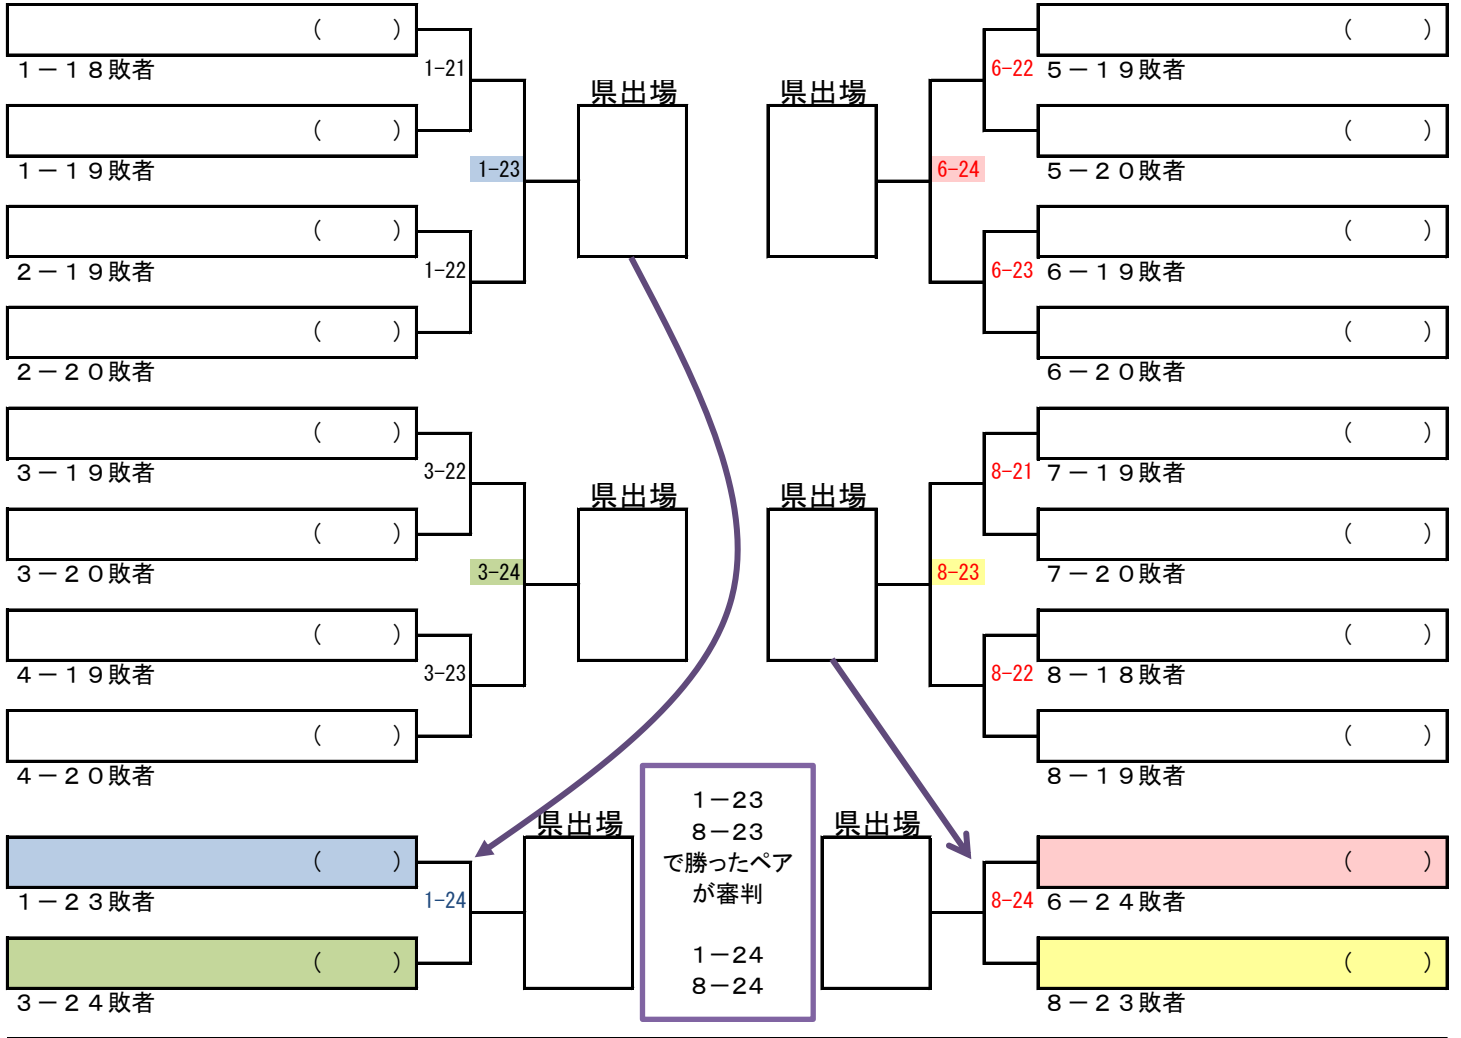 (　　)
１－１８敗者
1-21
(　　)
１－１９敗者
1-23
(　　)
２－１９敗者
1-22
(　　)
２－２０敗者
県出場
(　　)
３－１９敗者
3-22
(　　)
３－２０敗者
3-24
(　　)
４－１９敗者
3-23
(　　)
４－２０敗者
県出場
(　　)
１－２３敗者
1-24
(　　)
３－２４敗者
県出場
1－23
8－23
で勝ったペア
が審判
1－24
8－24
県出場
6-22
(　　)
５－１９敗者
6-24
(　　)
５－２０敗者
6-23
(　　)
６－１９敗者
(　　)
６－２０敗者
県出場
8-21
(　　)
７－１９敗者
8-23
(　　)
７－２０敗者
8-22
(　　)
８－１８敗者
(　　)
８－１９敗者
県出場
8-24
(　　)
６－２４敗者
(　　)
８－２３敗者